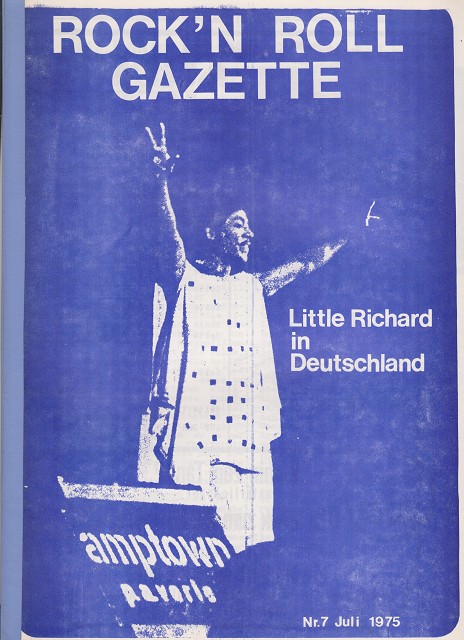 ROCK'N ROLL
GAZETTE
Little Richard
in
Deutschland
amptown
Nr.7 Juli 1975